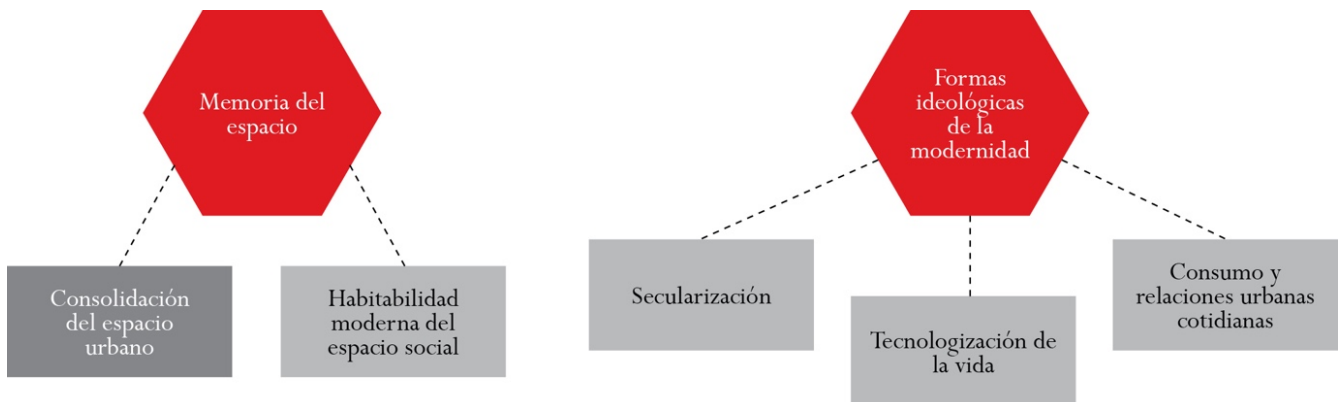 Memoria del
espacio
Consolidación
del espacio
urbano
Habitabilidad
moderna del
espacio social
Formas
ideológicas
de la
modernidad
Secularización
Tecnologización de
la vida
Consumo y
relaciones urbanas
cotidianas